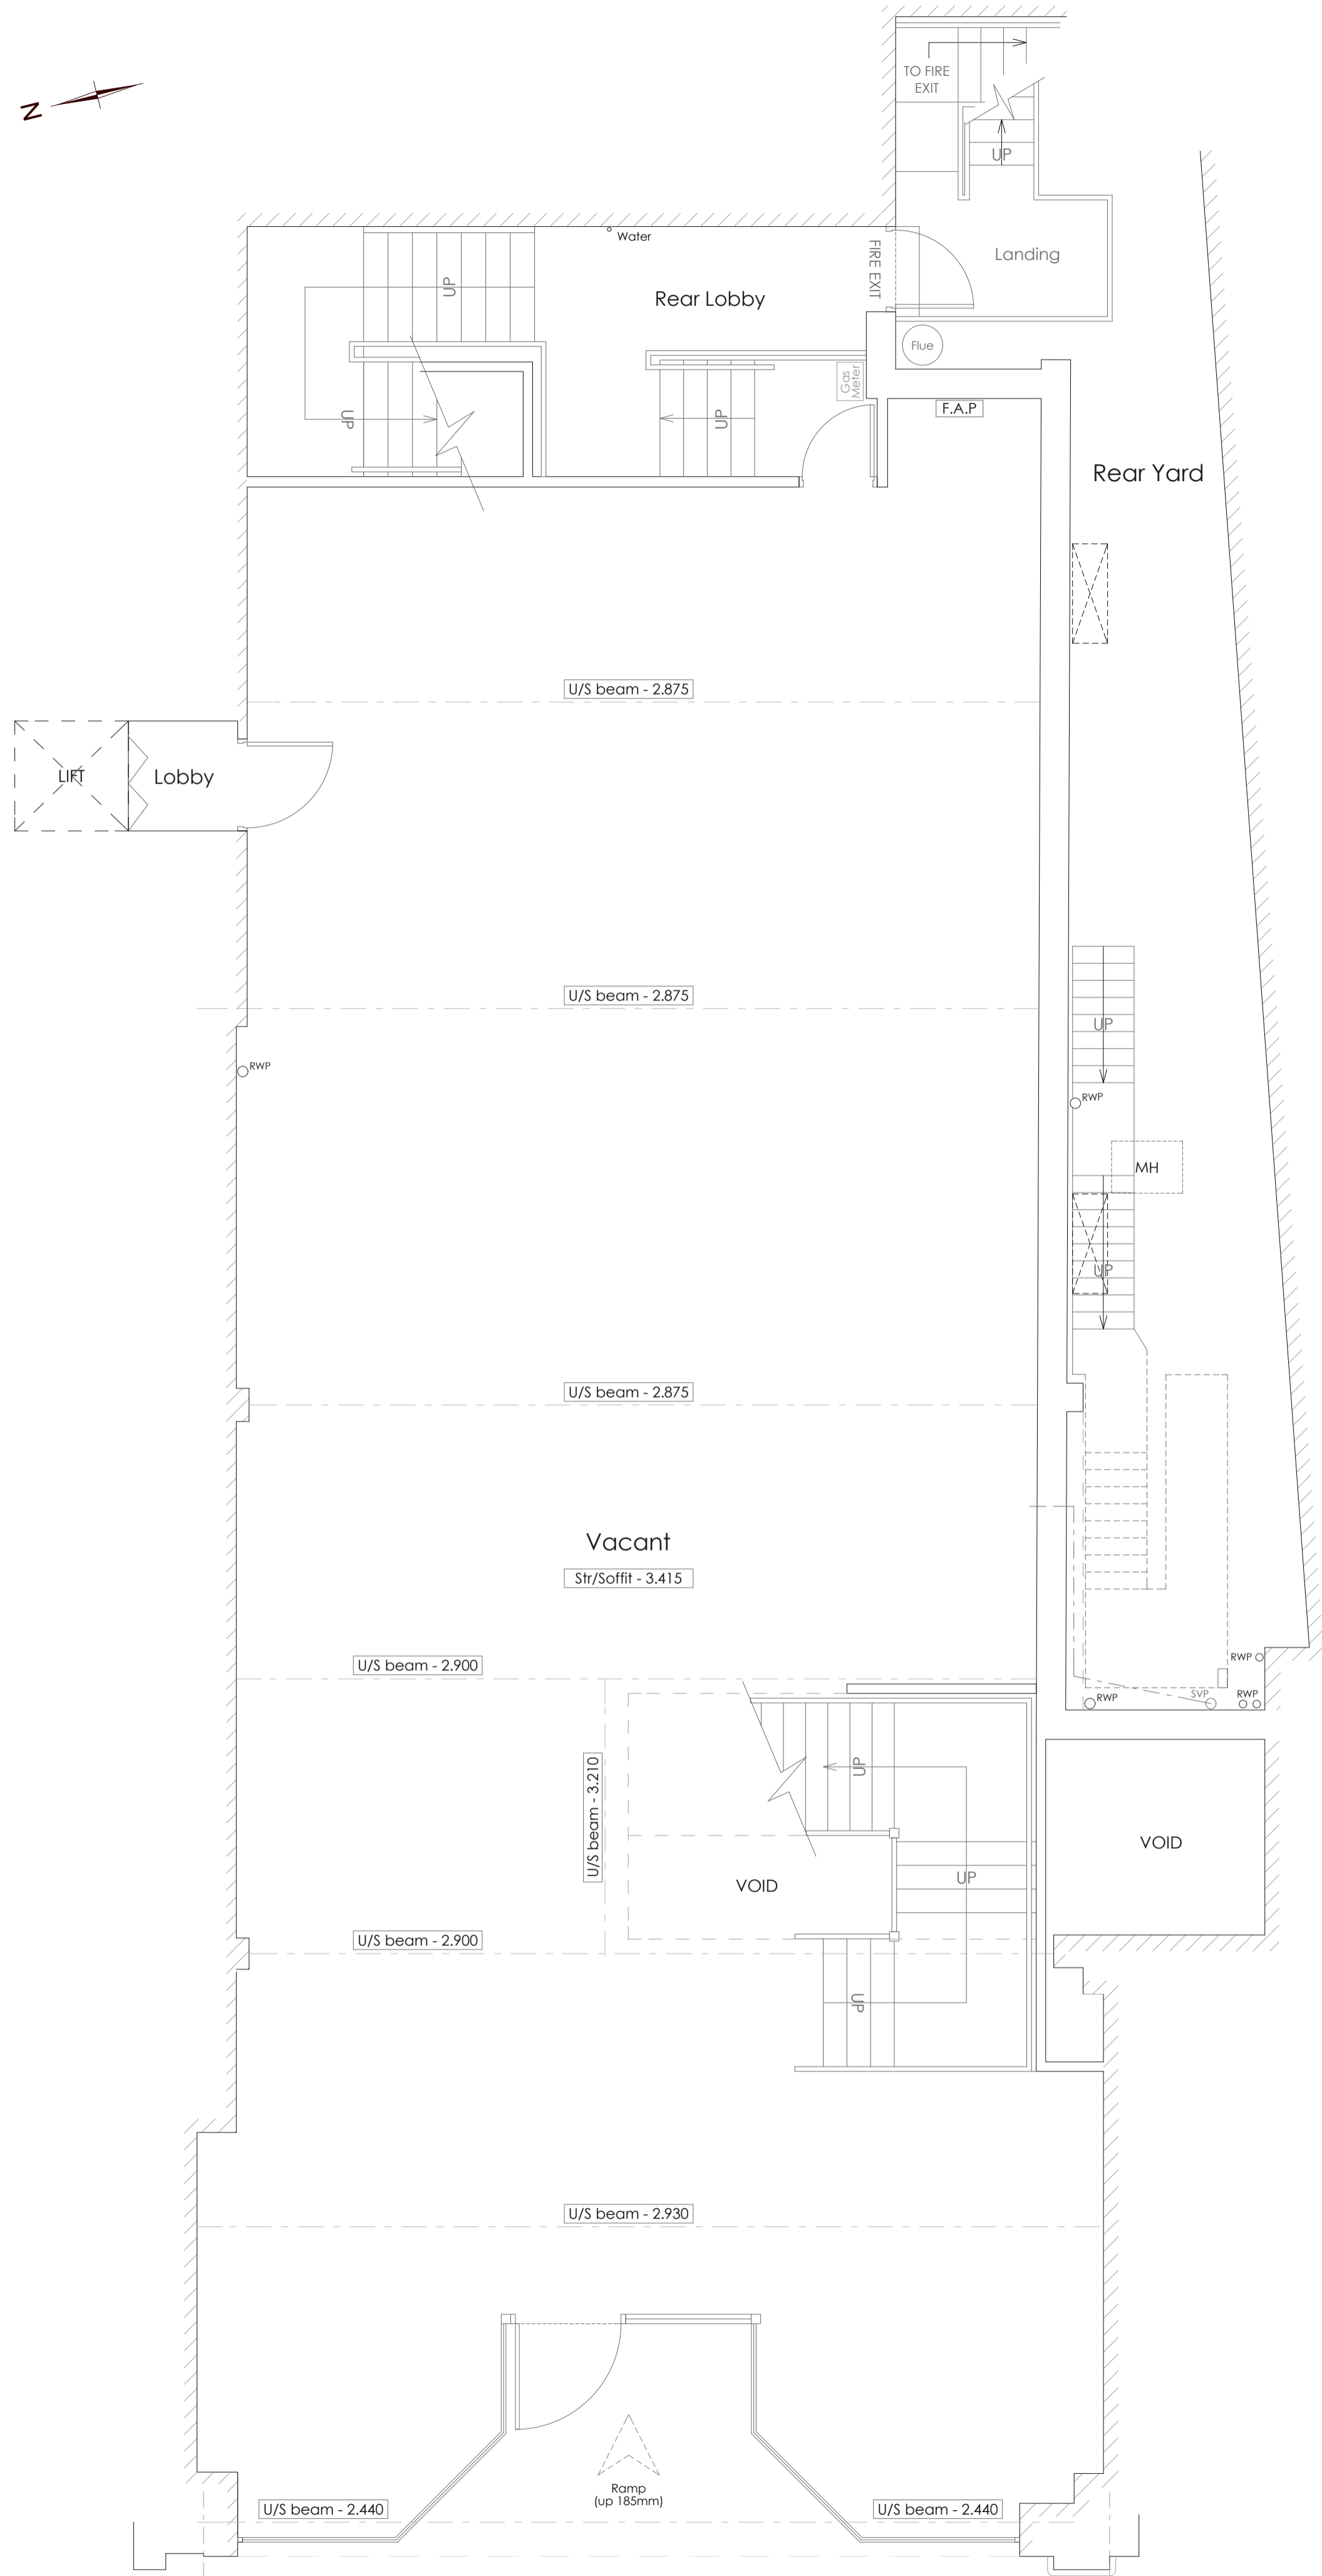 TO FIRE
EXIT
N
UP
Water
FIRE EXIT
Landing
UP
Rear Lobby
Flue
Gas
Meter
F.A.P
UP
UP
Rear Yard
U/S beam - 2.875
LIFT
Lobby
U/S beam - 2.875
UP
RWP
RWP
MH
UP
U/S beam - 2.875
Vacant
Str/Soffit - 3.415
U/S beam - 2.900
RWP
RWP
SVP
RWP
UP
U/S beam - 3.210
VOID
UP
VOID
U/S beam - 2.900
UP
U/S beam - 2.930
Ramp
(up 185mm)
U/S beam - 2.440
U/S beam - 2.440